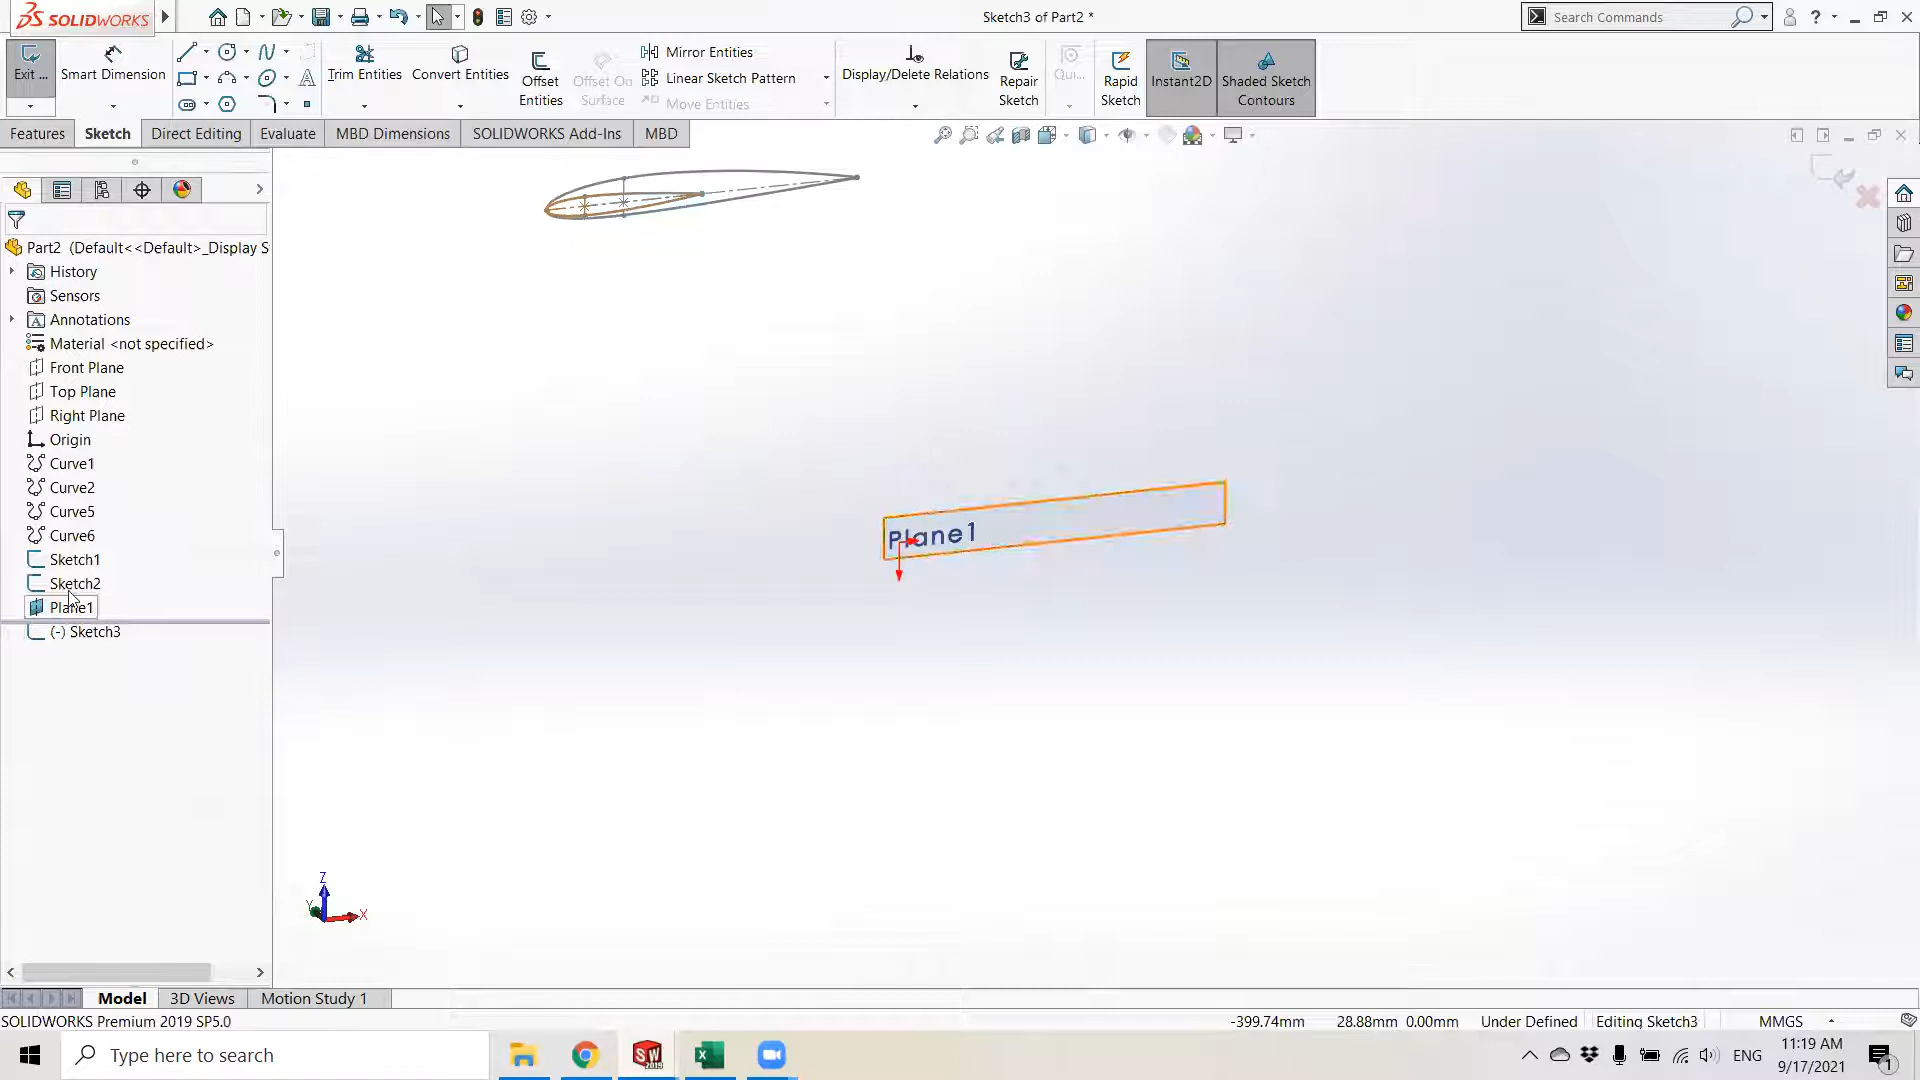 SOLIDWORKS
Sketch3 of Part2 *
Search Commands
Exit ...
Smart Dimension
Trim Entities
Convert Entities
Offset Entities
Offset On Surface
Mirror Entities
Linear Sketch Pattern
Move Entities
Display/Delete Relations
Repair Sketch
Qui...
Rapid Sketch
Instant2D
Shaded Sketch Contours
Features
Sketch
Direct Editing
Evaluate
MBD Dimensions
SOLIDWORKS Add-Ins
MBD
Part2 (Default<<Default>_Display S
History
Sensors
Annotations
Material <not specified>
Front Plane
Top Plane
Right Plane
Origin
Curve1
Curve2
Curve5
Curve6
Sketch1
Sketch2
Plane1
(-) Sketch3
Plane1
Z
Y
X
Model
3D Views
Motion Study 1
SOLIDWORKS Premium 2019 SP5.0
-399.74mm
28.88mm
0.00mm
Under Defined
Editing Sketch3
MMGS
Type here to search
SW
2019
ENG
11:19 AM
9/17/2021
1